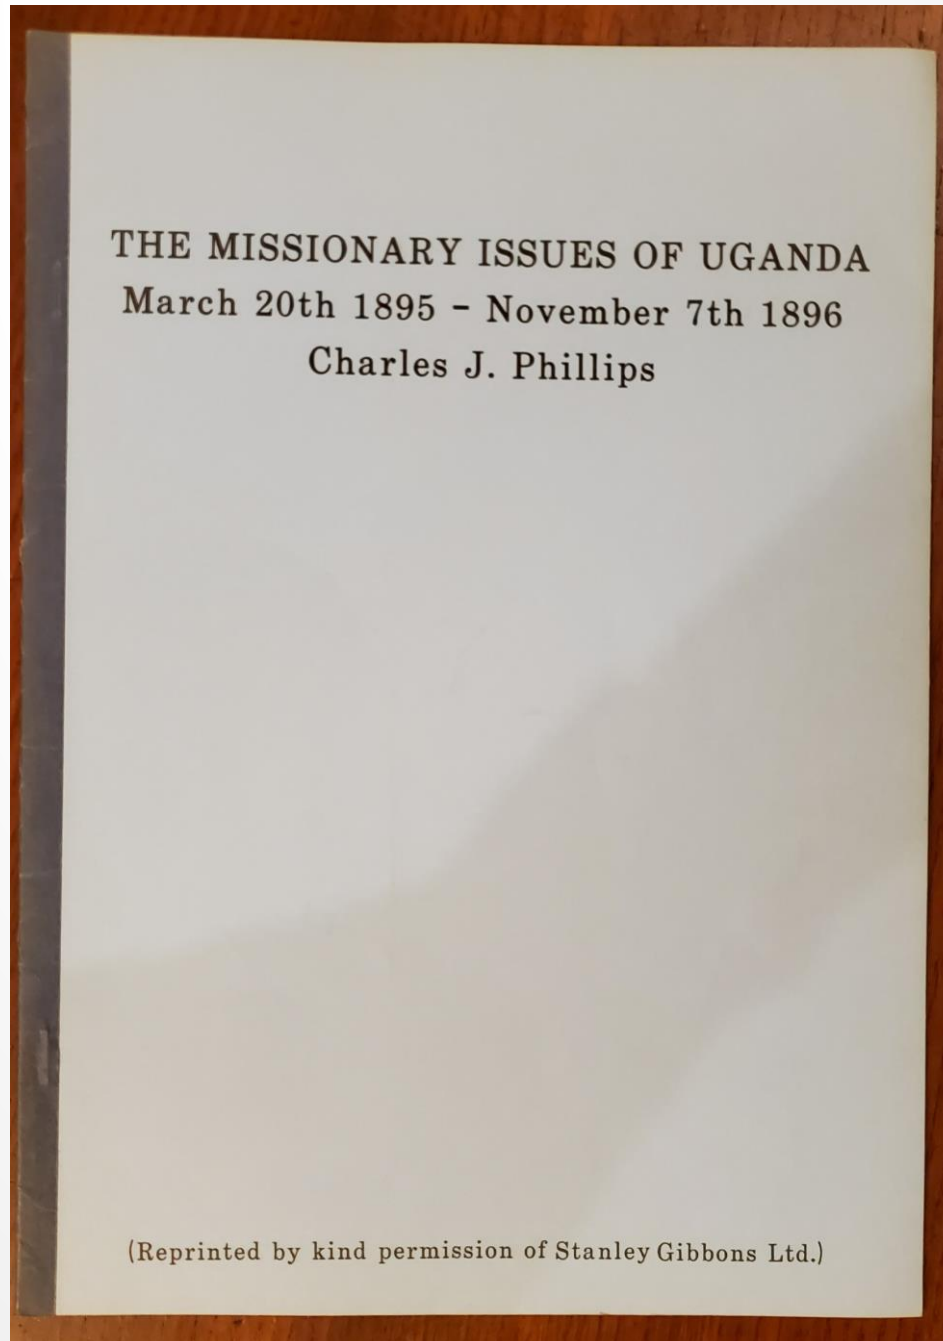 THE MISSIONARY ISSUES OF UGANDA
March 20th 1895 - November 7th 1896
Charles J. Phillips
(Reprinted by kind permission of Stanley Gibbons Ltd.)